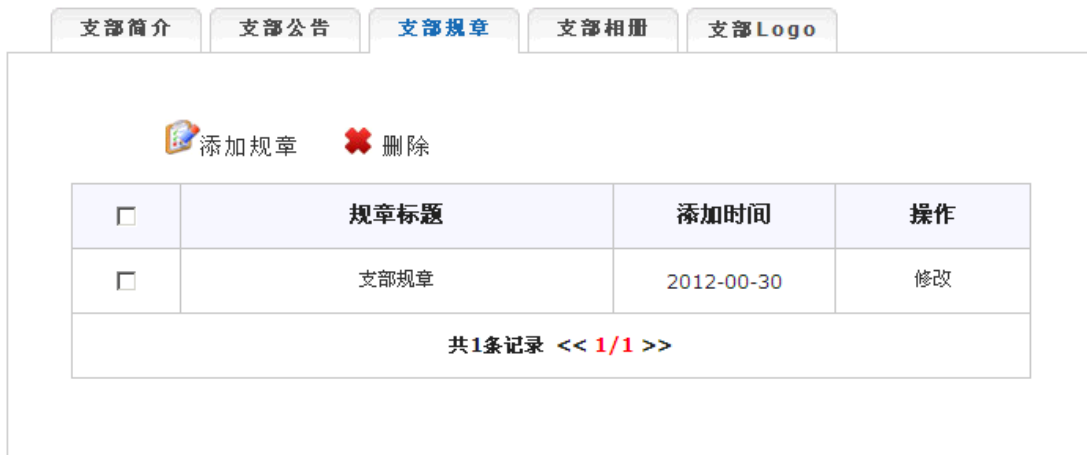 支部简介 支部公告 支部规章 支部相册 支部Logo
添加规章 删除
规章标题 添加时间 操作
支部规章 2012-00-30 修改
共1条记录 << 1/1 >>